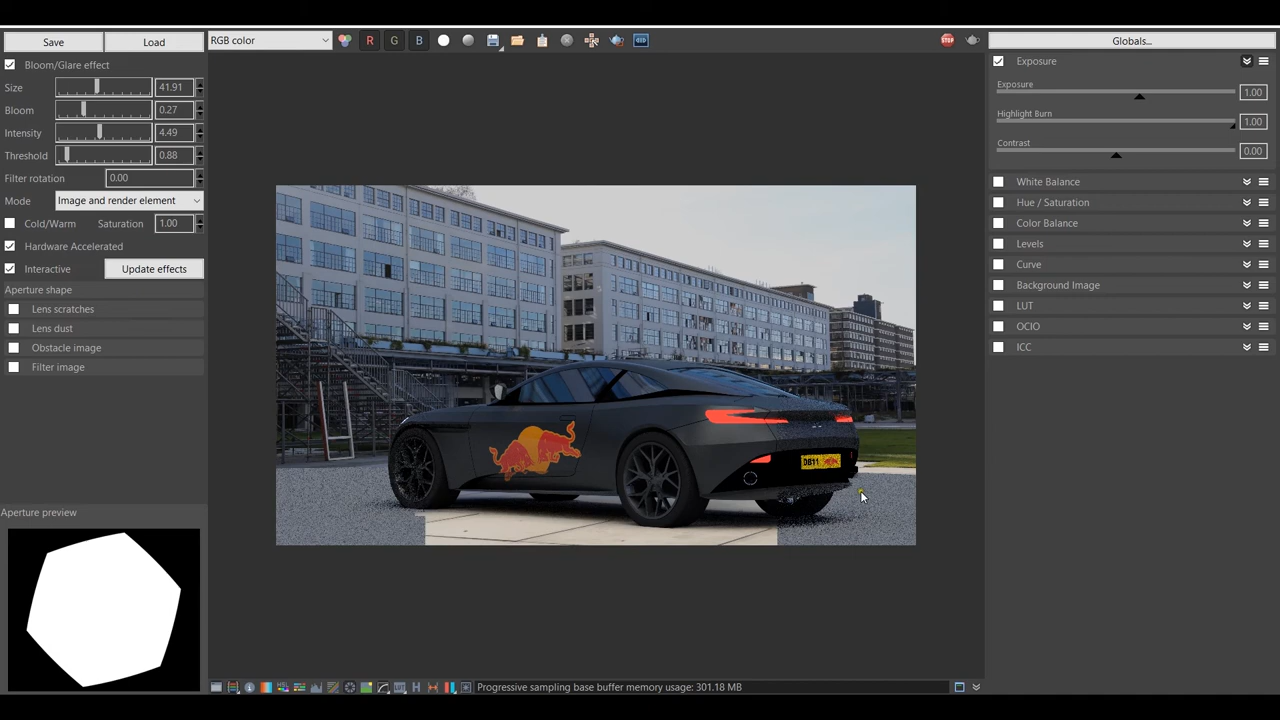 Save
Load
RGB color
R
G
B
STOP
Globals...
Bloom/Glare effect
Size
41.91
Bloom
0.27
Intensity
4.49
Threshold
0.88
Filter rotation
0.00
Mode
Image and render element
Cold/Warm
Saturation
1.00
Hardware Accelerated
Interactive
Update effects
Aperture shape
Lens scratches
Lens dust
Obstacle image
Filter image
Aperture preview
DB11
Exposure
Exposure
1.00
Highlight Burn
1.00
Contrast
0.00
White Balance
Hue / Saturation
Color Balance
Levels
Curve
Background Image
LUT
OCIO
ICC
H
Progressive sampling base buffer memory usage: 301.18 MB